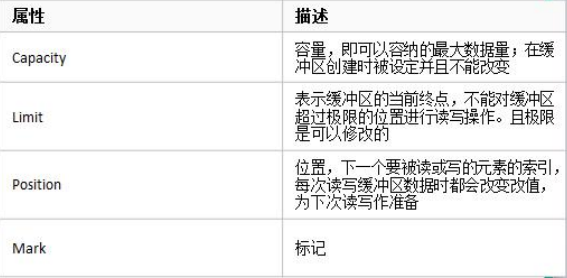 属性 描述
Capacity
容量，即可以容纳的最大数据量；在缓
冲区创建时被设定并且不能改变
Limit
表示缓冲区的当前终点，不能对缓冲区
超过极限的位置进行读写操作。且极限
是可以修改的
Position
位置，下一个要被读或写的元素的索引，
每次读写缓冲区数据时都会改变改值，
为下次读写作准备
Mark 标记